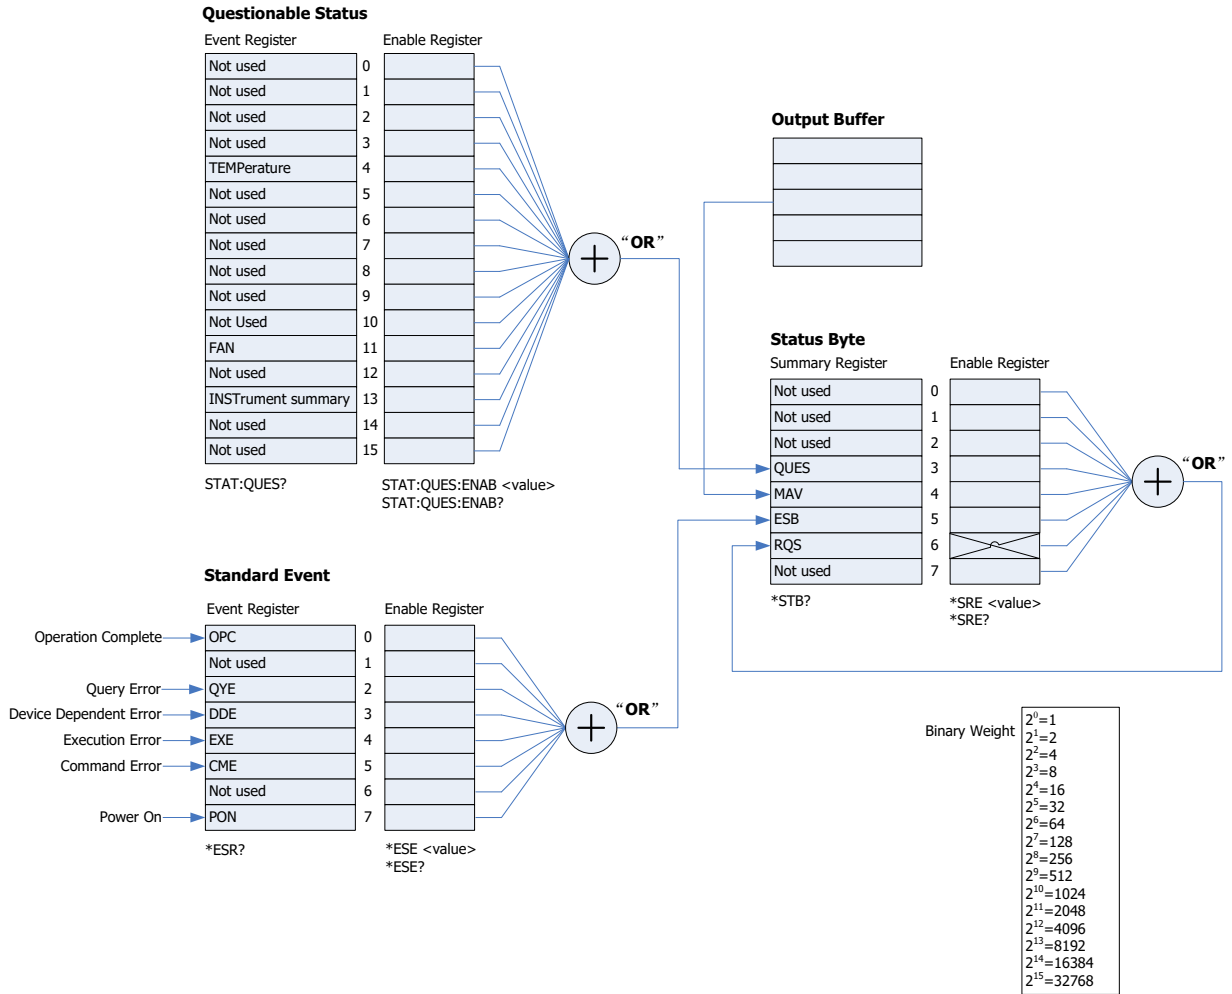 Questionable Status
Event Register
Enable Register
Not used 0
Not used 1
Not used 2
Not used 3
TEMPerature 4
Not used 5
Not used 6
Not used 7
Not used 8
Not used 9
Not Used 10
FAN 11
Not used 12
INSTrument summary 13
Not used 14
Not used 15
“OR”
STAT:QUES?
STAT:QUES:ENAB <value>
STAT:QUES:ENAB?
Output Buffer
Status Byte
Summary Register
Enable Register
Not used 0
Not used 1
Not used 2
QUES 3
MAV 4
ESB 5
RQS 6
Not used 7
“OR”
*STB?
*SRE <value>
*SRE?
Standard Event
Event Register
Enable Register
Operation Complete OPC 0
Not used 1
Query Error QYE 2
Device Dependent Error DDE 3
Execution Error EXE 4
Command Error CME 5
Not used 6
Power On PON 7
“OR”
*ESR?
*ESE <value>
*ESE?
Binary Weight
2⁰=1
2¹=2
2²=4
2³=8
2⁴=16
2⁵=32
2⁶=64
2⁷=128
2⁸=256
2⁹=512
2¹⁰=1024
2¹¹=2048
2¹²=4096
2¹³=8192
2¹⁴=16384
2¹⁵=32768